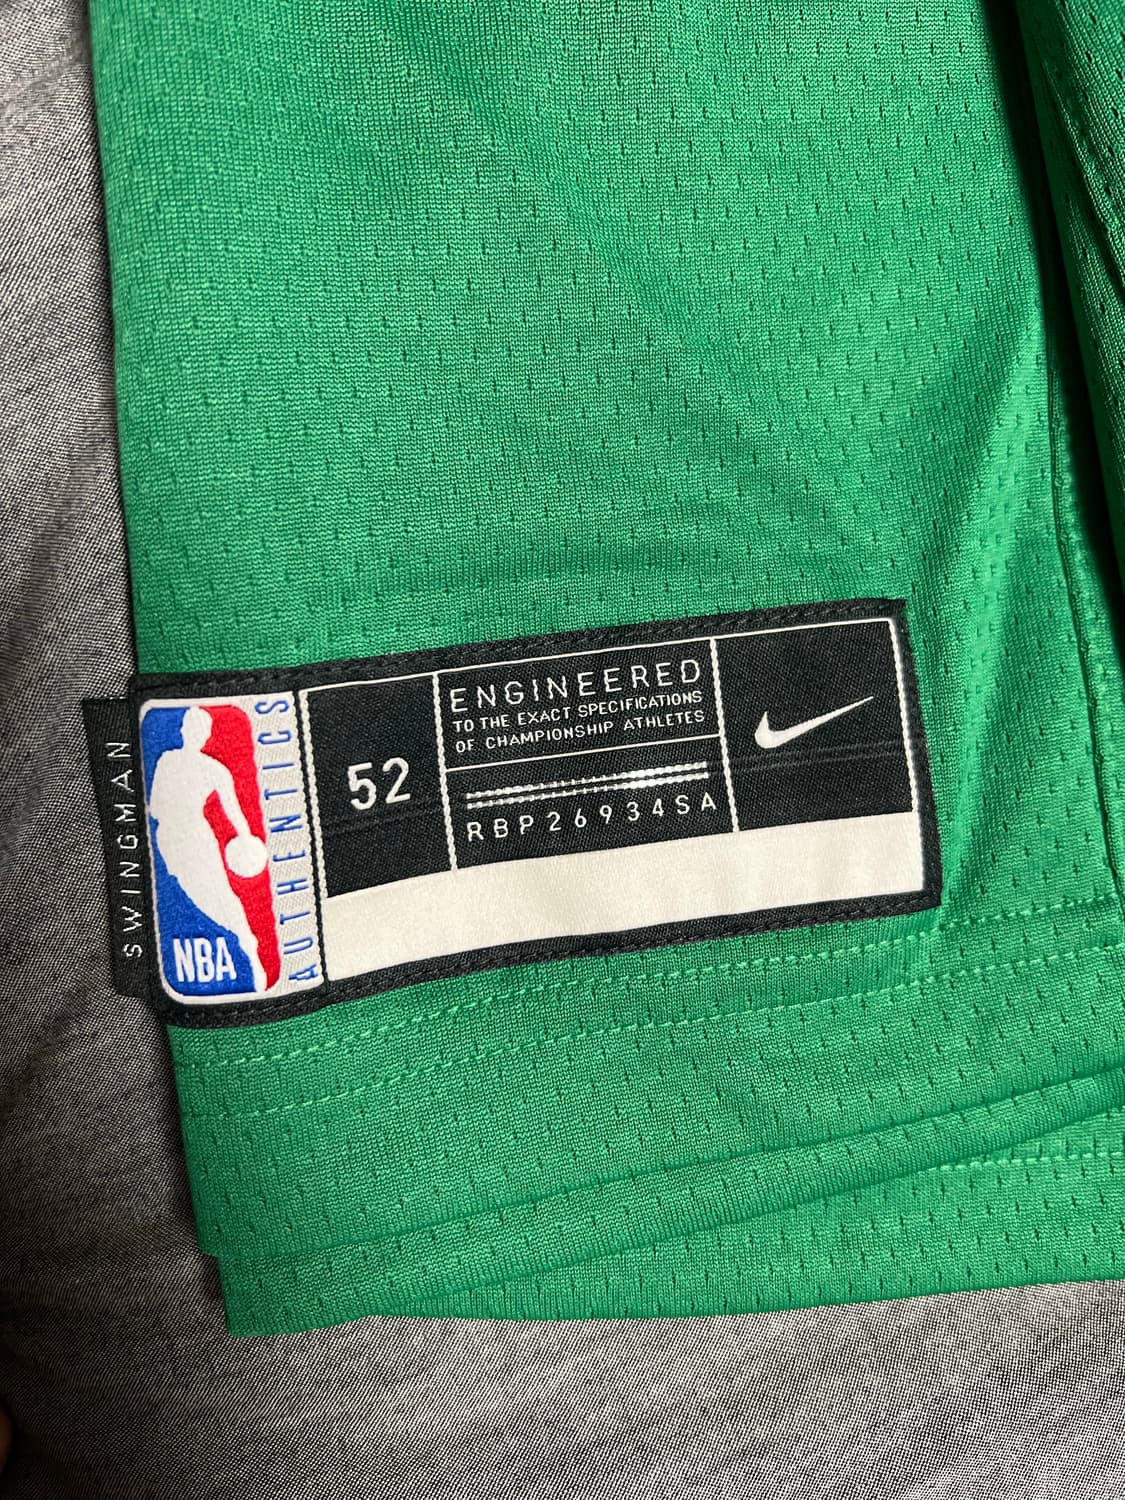 SWINGMAN
NBA
AUTHENTICS
52
ENGINEERED
TO THE EXACT SPECIFICATIONS
OF CHAMPIONSHIP ATHLETES
RBP26934SA